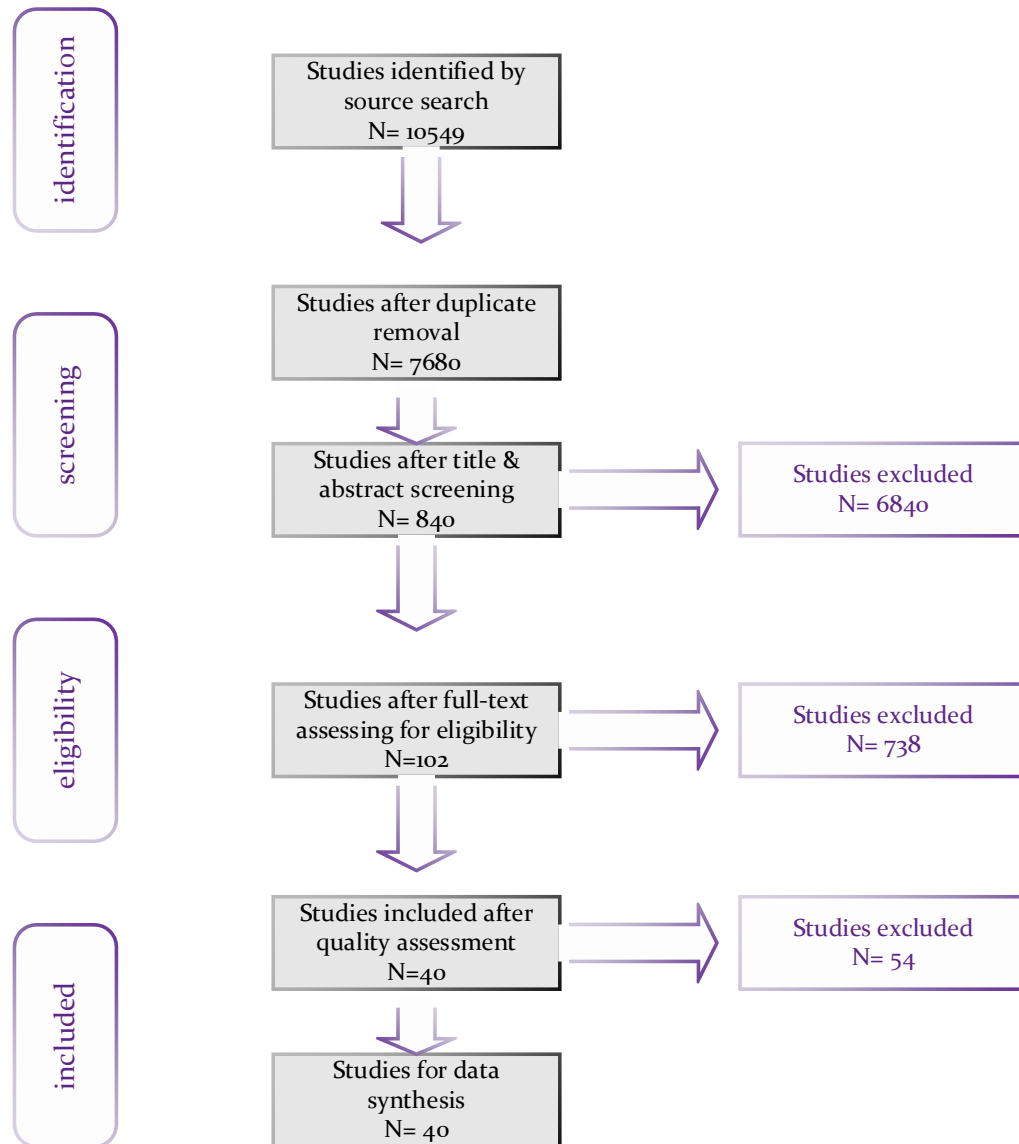 identification
Studies identified by
source search
N= 10549
screening
Studies after duplicate
removal
N= 7680
Studies after title &
abstract screening
N= 840
Studies excluded
N= 6840
eligibility
Studies after full-text
assessing for eligibility
N=102
Studies excluded
N= 738
included
Studies included after
quality assessment
N=40
Studies excluded
N= 54
Studies for data
synthesis
N= 40